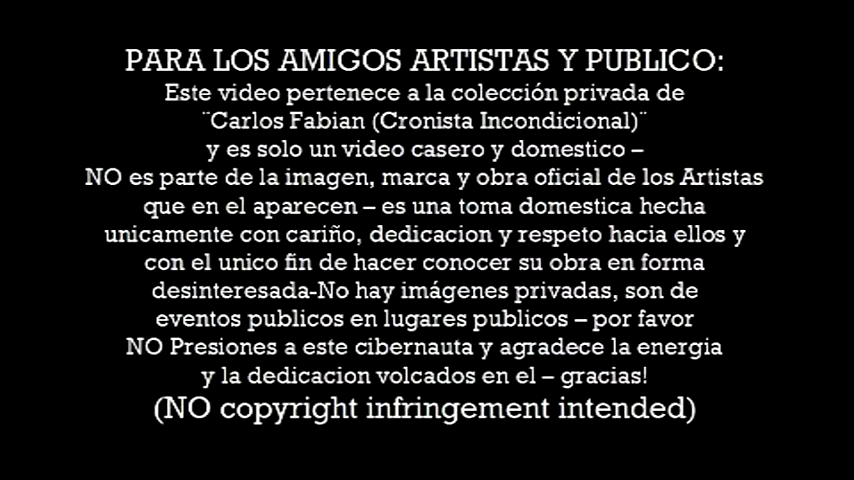 PARA LOS AMIGOS ARTISTAS Y PUBLICO:
Este video pertenece a la colección privada de
¨Carlos Fabian (Cronista Incondicional)¨
y es solo un video casero y domestico –
NO es parte de la imagen, marca y obra oficial de los Artistas
que en el aparecen – es una toma domestica hecha
unicamente con cariño, dedicacion y respeto hacia ellos y
con el unico fin de hacer conocer su obra en forma
desinteresada-No hay imágenes privadas, son de
eventos publicos en lugares publicos – por favor
NO Presiones a este cibernauta y agradece la energia
y la dedicacion volcados en el – gracias!
(NO copyright infringement intended)